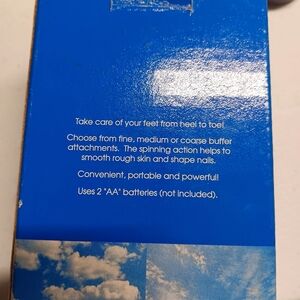 Take care of your feet from heel to toe!
Choose from fine, medium or coarse buffer
attachments. The spinning action helps to
smooth rough skin and shape nails.
Convenient, portable and powerful!
Uses 2 "AA" batteries (not included).